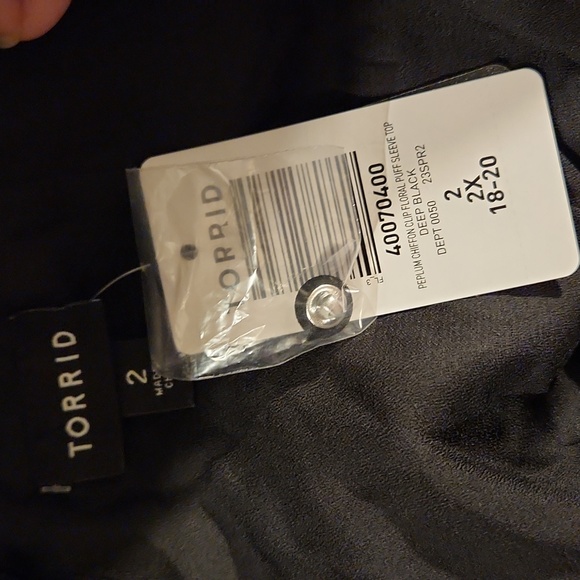 TORRID
40070400
PEPLUM CHIFFON CLIP FLORAL PUFF SLEEVE TOP
DEEP BLACK
DEPT 0050 23SPR2
2
2X
18-20
TORRID
2
MAD